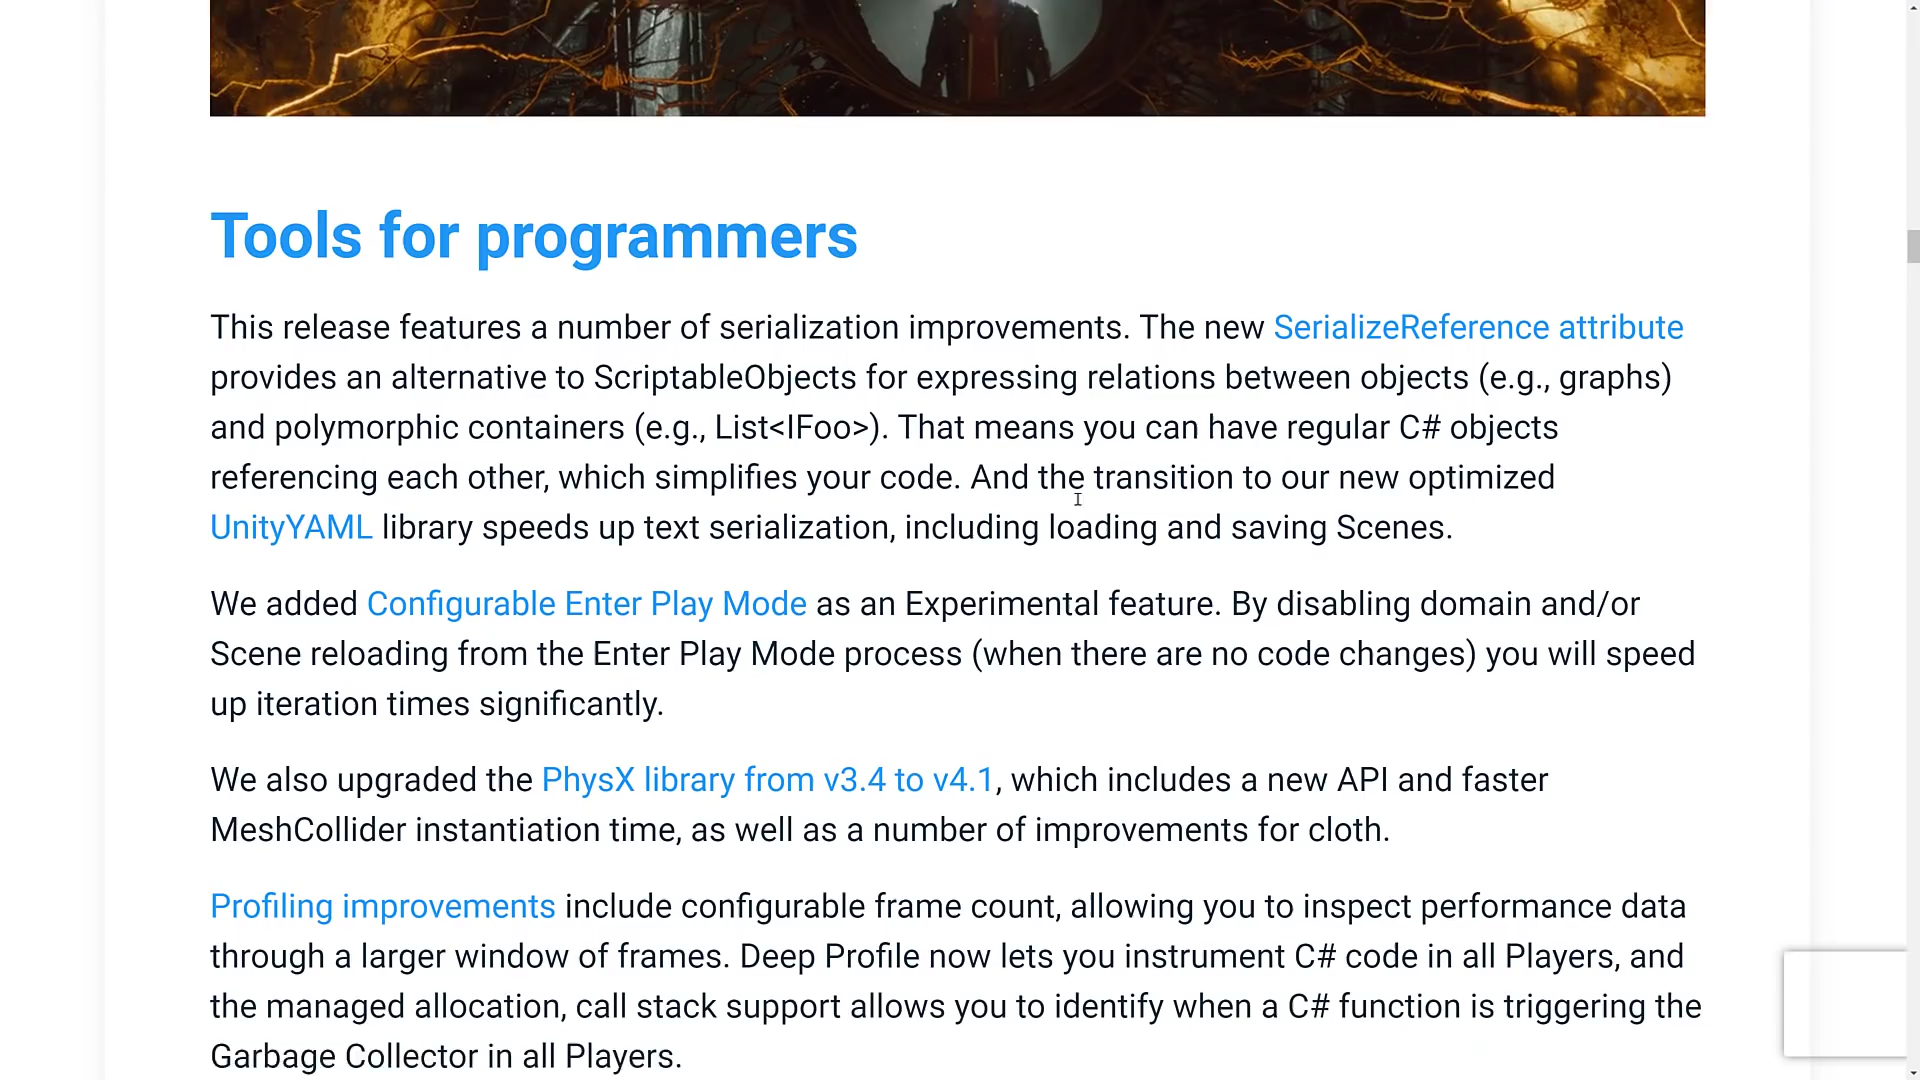 Tools for programmers
This release features a number of serialization improvements. The new SerializeReference attribute
provides an alternative to ScriptableObjects for expressing relations between objects (e.g., graphs)
and polymorphic containers (e.g., List<IFoo>). That means you can have regular C# objects
referencing each other, which simplifies your code. And the transition to our new optimized
UnityYAML library speeds up text serialization, including loading and saving Scenes.
We added Configurable Enter Play Mode as an Experimental feature. By disabling domain and/or
Scene reloading from the Enter Play Mode process (when there are no code changes) you will speed
up iteration times significantly.
We also upgraded the PhysX library from v3.4 to v4.1, which includes a new API and faster
MeshCollider instantiation time, as well as a number of improvements for cloth.
Profiling improvements include configurable frame count, allowing you to inspect performance data
through a larger window of frames. Deep Profile now lets you instrument C# code in all Players, and
the managed allocation, call stack support allows you to identify when a C# function is triggering the
Garbage Collector in all Players.